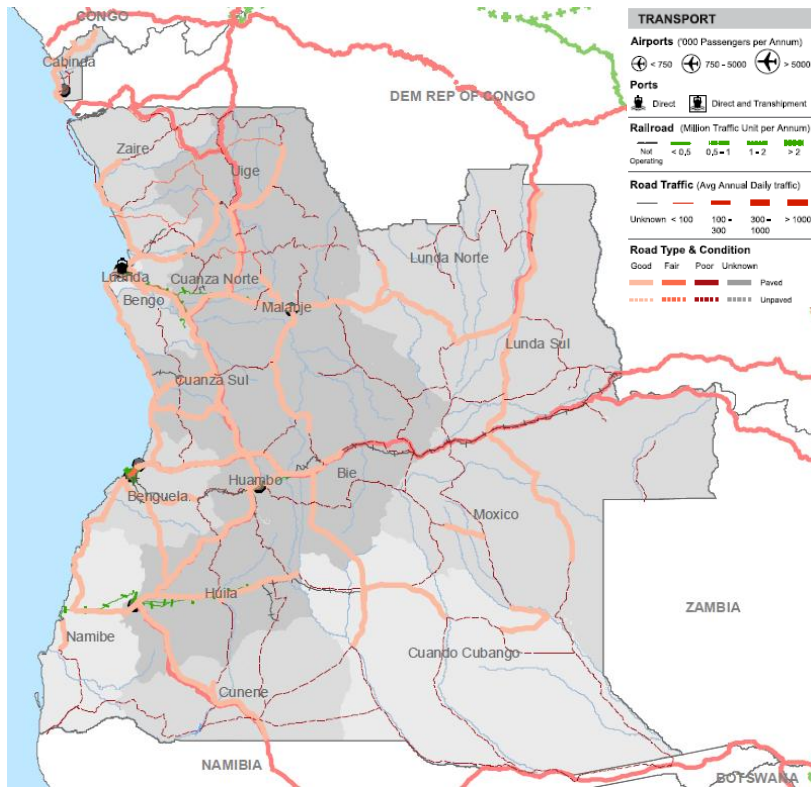 CONGO
Cabinda
DEM REP OF CONGO
Zaire
Uige
Lunda Norte
Luanda
Cuanza Norte
Bengo
Malanje
Lunda Sul
Cuanza Sul
Benguela
Huambo
Bie
Moxico
Huila
Namibe
Cuando Cubango
Cunene
ZAMBIA
NAMIBIA
BOTSWANA
TRANSPORT
Airports ('000 Passengers per Annum)
< 750 750 - 5000 > 5000
Ports
Direct Direct and Transhipment
Railroad (Million Traffic Unit per Annum)
Not Operating < 0,5 0,5 - 1 1 - 2 > 2
Road Traffic (Avg Annual Daily traffic)
Unknown < 100 100 - 300 300 - 1000 > 1000
Road Type & Condition
Good Fair Poor Unknown
Paved
Unpaved